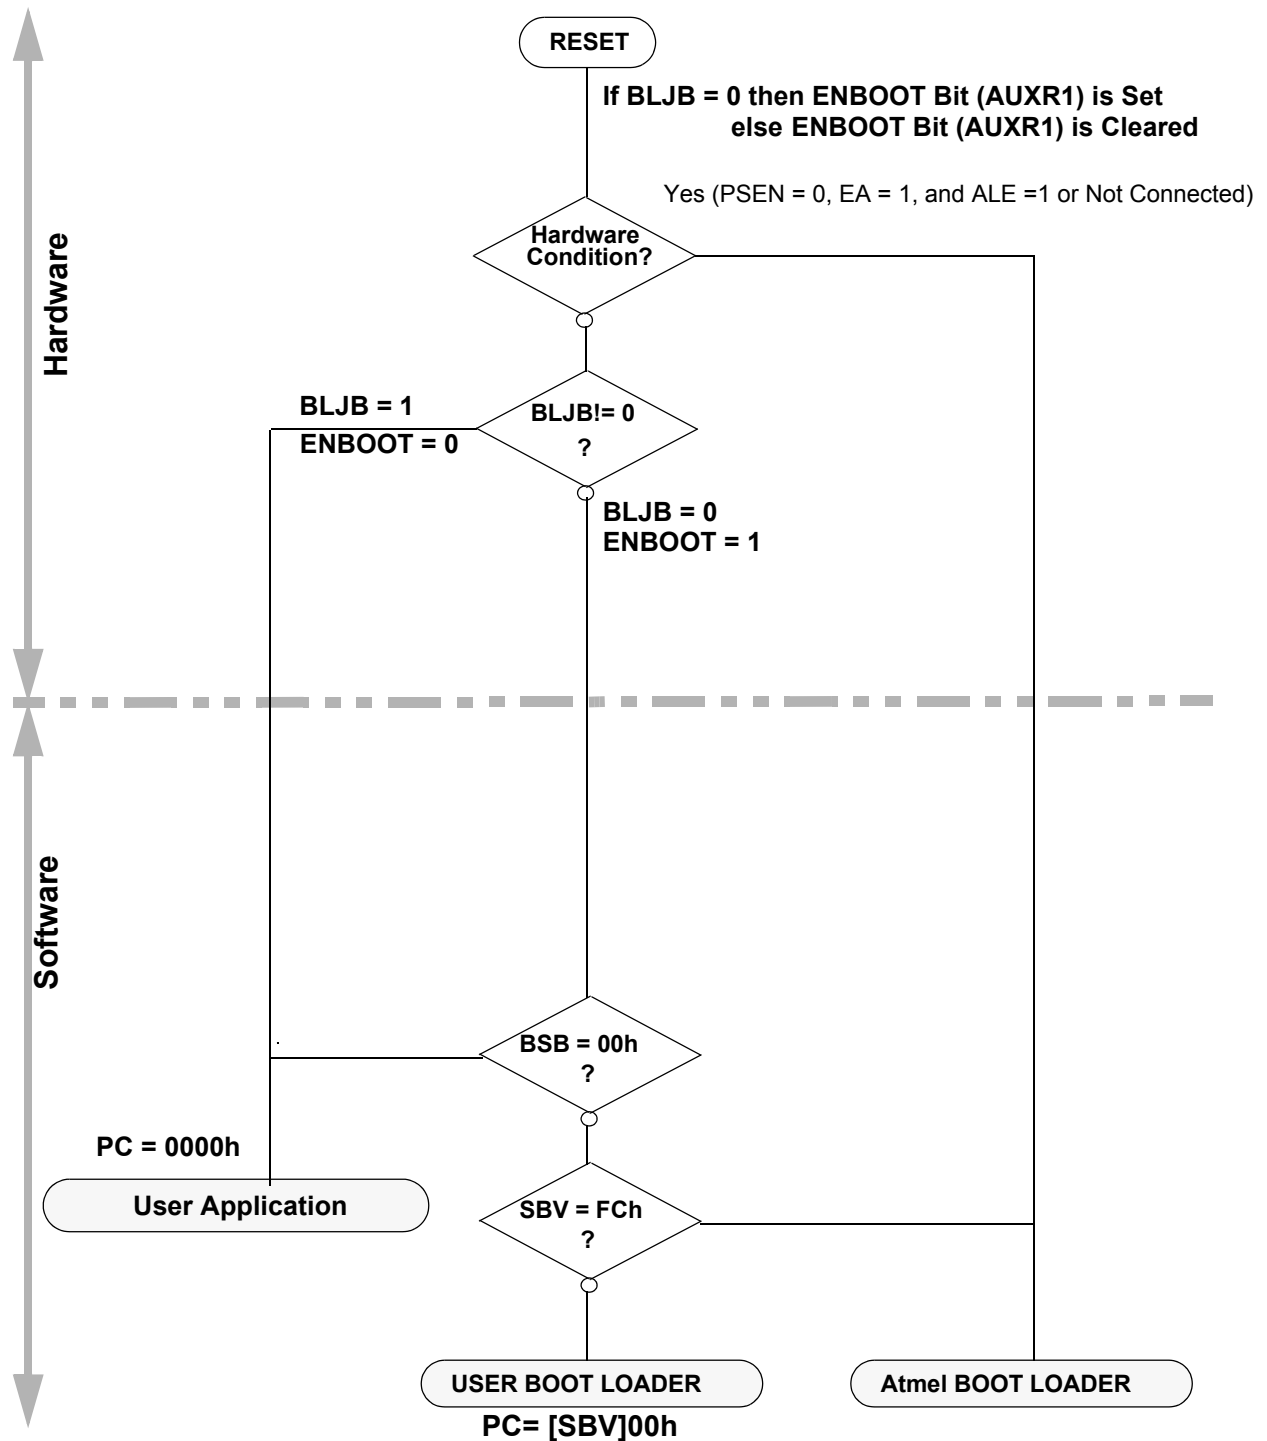 RESET
If BLJB = 0 then ENBOOT Bit (AUXR1) is Set
else ENBOOT Bit (AUXR1) is Cleared
Yes (PSEN = 0, EA = 1, and ALE =1 or Not Connected)
Hardware
Condition?
Hardware
BLJB = 1
ENBOOT = 0
BLJB!= 0
?
BLJB = 0
ENBOOT = 1
Software
BSB = 00h
?
PC = 0000h
User Application
SBV = FCh
?
USER BOOT LOADER
PC= [SBV]00h
Atmel BOOT LOADER